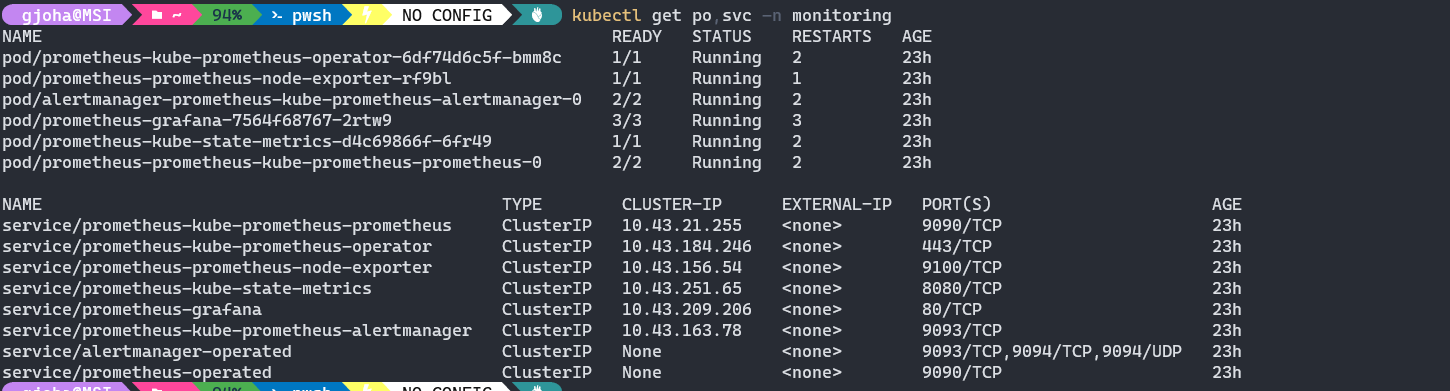 gjoha@MSI ~ 94% pwsh NO CONFIG kubectl get po,svc -n monitoring
NAME READY STATUS RESTARTS AGE
pod/prometheus-kube-prometheus-operator-6df74d6c5f-bmm8c 1/1 Running 2 23h
pod/prometheus-prometheus-node-exporter-rf9bl 1/1 Running 1 23h
pod/alertmanager-prometheus-kube-prometheus-alertmanager-0 2/2 Running 2 23h
pod/prometheus-grafana-7564f68767-2rtw9 3/3 Running 3 23h
pod/prometheus-kube-state-metrics-d4c69866f-6fr49 1/1 Running 2 23h
pod/prometheus-prometheus-kube-prometheus-prometheus-0 2/2 Running 2 23h
NAME TYPE CLUSTER-IP EXTERNAL-IP PORT(S) AGE
service/prometheus-kube-prometheus-prometheus ClusterIP 10.43.21.255 <none> 9090/TCP 23h
service/prometheus-kube-prometheus-operator ClusterIP 10.43.184.246 <none> 443/TCP 23h
service/prometheus-prometheus-node-exporter ClusterIP 10.43.156.54 <none> 9100/TCP 23h
service/prometheus-kube-state-metrics ClusterIP 10.43.251.65 <none> 8080/TCP 23h
service/prometheus-grafana ClusterIP 10.43.209.206 <none> 80/TCP 23h
service/prometheus-kube-prometheus-alertmanager ClusterIP 10.43.163.78 <none> 9093/TCP 23h
service/alertmanager-operated ClusterIP None <none> 9093/TCP,9094/TCP,9094/UDP 23h
service/prometheus-operated ClusterIP None <none> 9090/TCP 23h
gjoha@MSI ~ 94% pwsh NO CONFIG